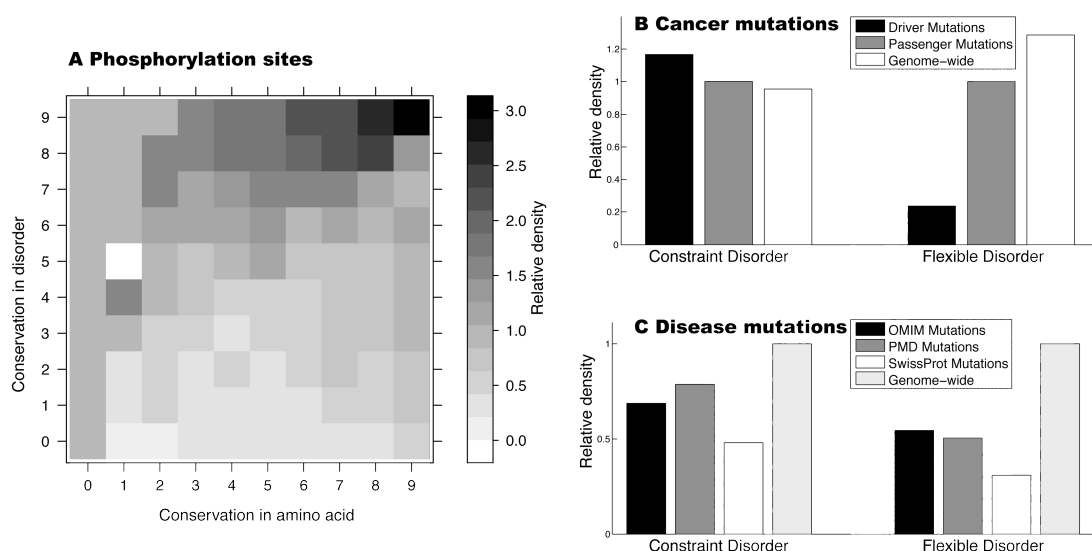 A Phosphorylation sites
Conservation in disorder
9
8
7
6
5
4
3
2
1
0
0 1 2 3 4 5 6 7 8 9
Conservation in amino acid
3.0
2.5
2.0
1.5
1.0
0.5
0.0
Relative density
B Cancer mutations
Driver Mutations
Passenger Mutations
Genome-wide
Relative density
1.2
1
0.8
0.6
0.4
0.2
0
Constraint Disorder Flexible Disorder
C Disease mutations
OMIM Mutations
PMD Mutations
SwissProt Mutations
Genome-wide
Relative density
1
0.5
0
Constraint Disorder Flexible Disorder